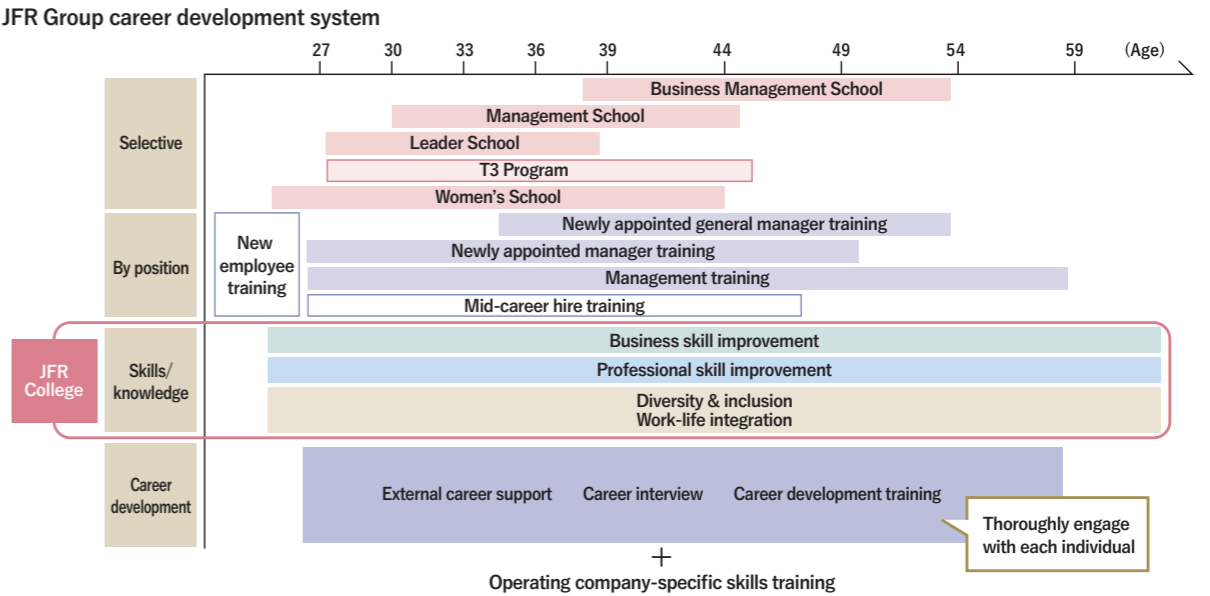 JFR Group career development system
27 30 33 36 39 44 49 54 59 (Age)
Selective
Business Management School
Management School
Leader School
T3 Program
Women's School
By position
New
employee
training
Newly appointed general manager training
Newly appointed manager training
Management training
Mid-career hire training
JFR
College
Skills/
knowledge
Business skill improvement
Professional skill improvement
Diversity & inclusion
Work-life integration
Career
development
External career support Career interview Career development training
Thoroughly engage
with each individual
+
Operating company-specific skills training